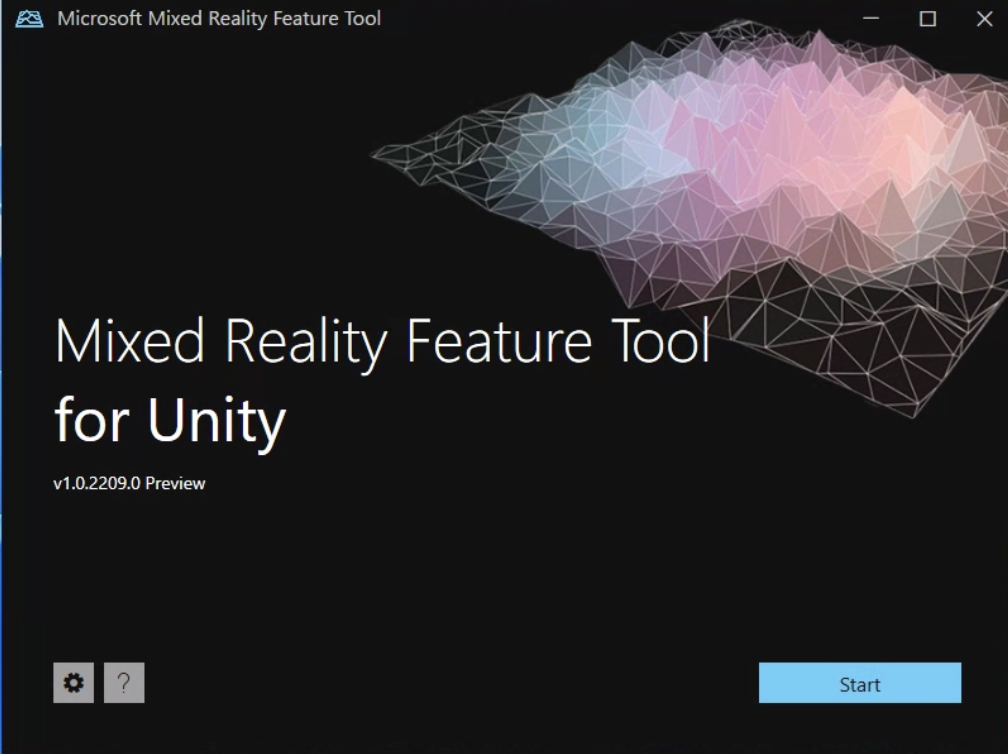 Microsoft Mixed Reality Feature Tool
Mixed Reality Feature Tool
for Unity
v1.0.2209.0 Preview
?
Start